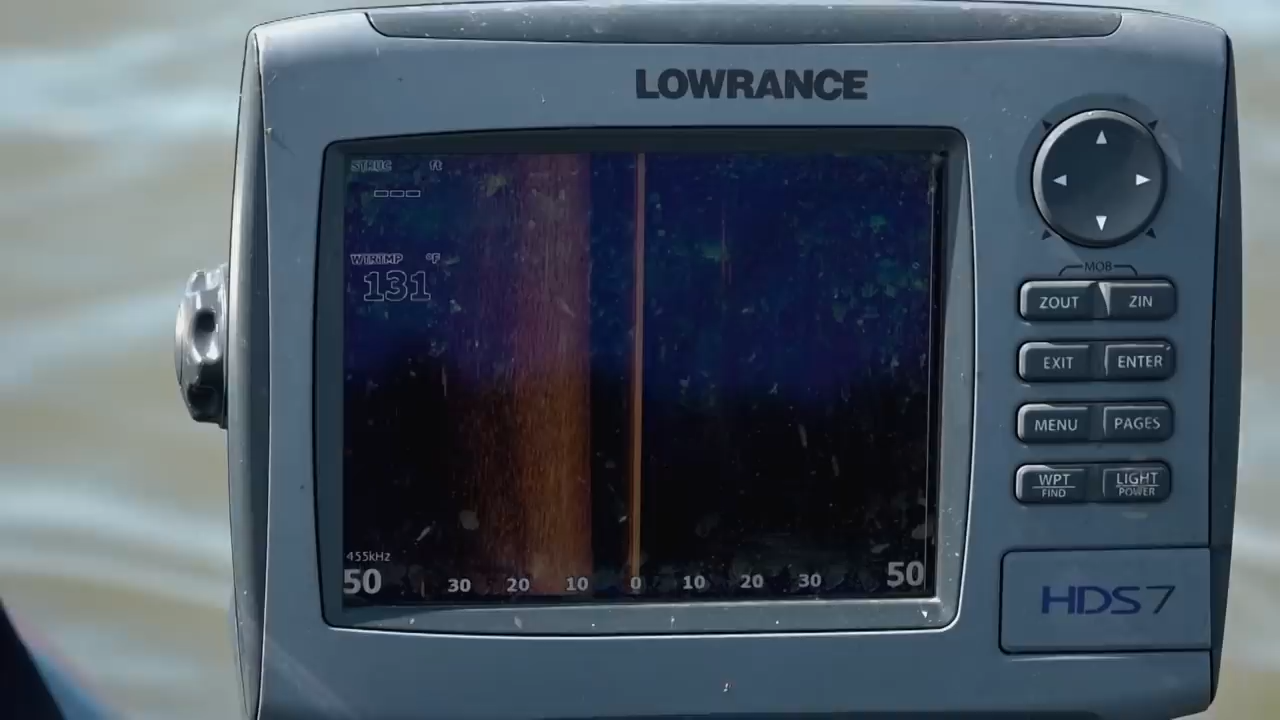 LOWRANCE
STRUC ft
---
WTRTMP °F
131
455kHz
50 30 20 10 0 10 20 30 50
MOB
ZOUT ZIN
EXIT ENTER
MENU PAGES
WPT LIGHT
FIND POWER
HDS7